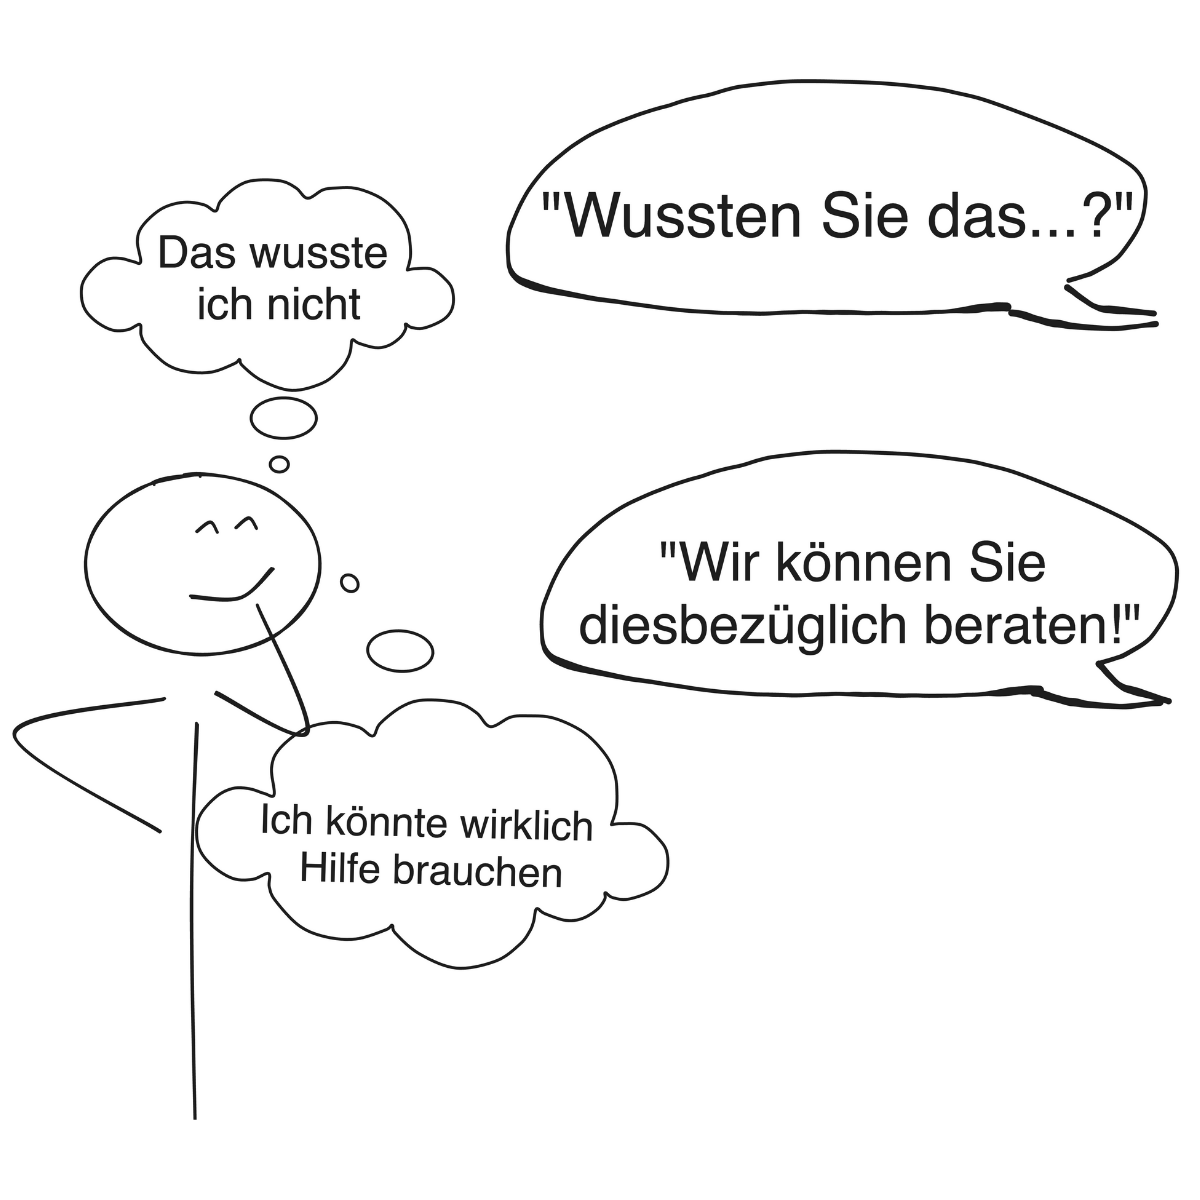 "Wussten Sie das...?"
Das wusste
ich nicht
"Wir können Sie
diesbezüglich beraten!"
Ich könnte wirklich
Hilfe brauchen